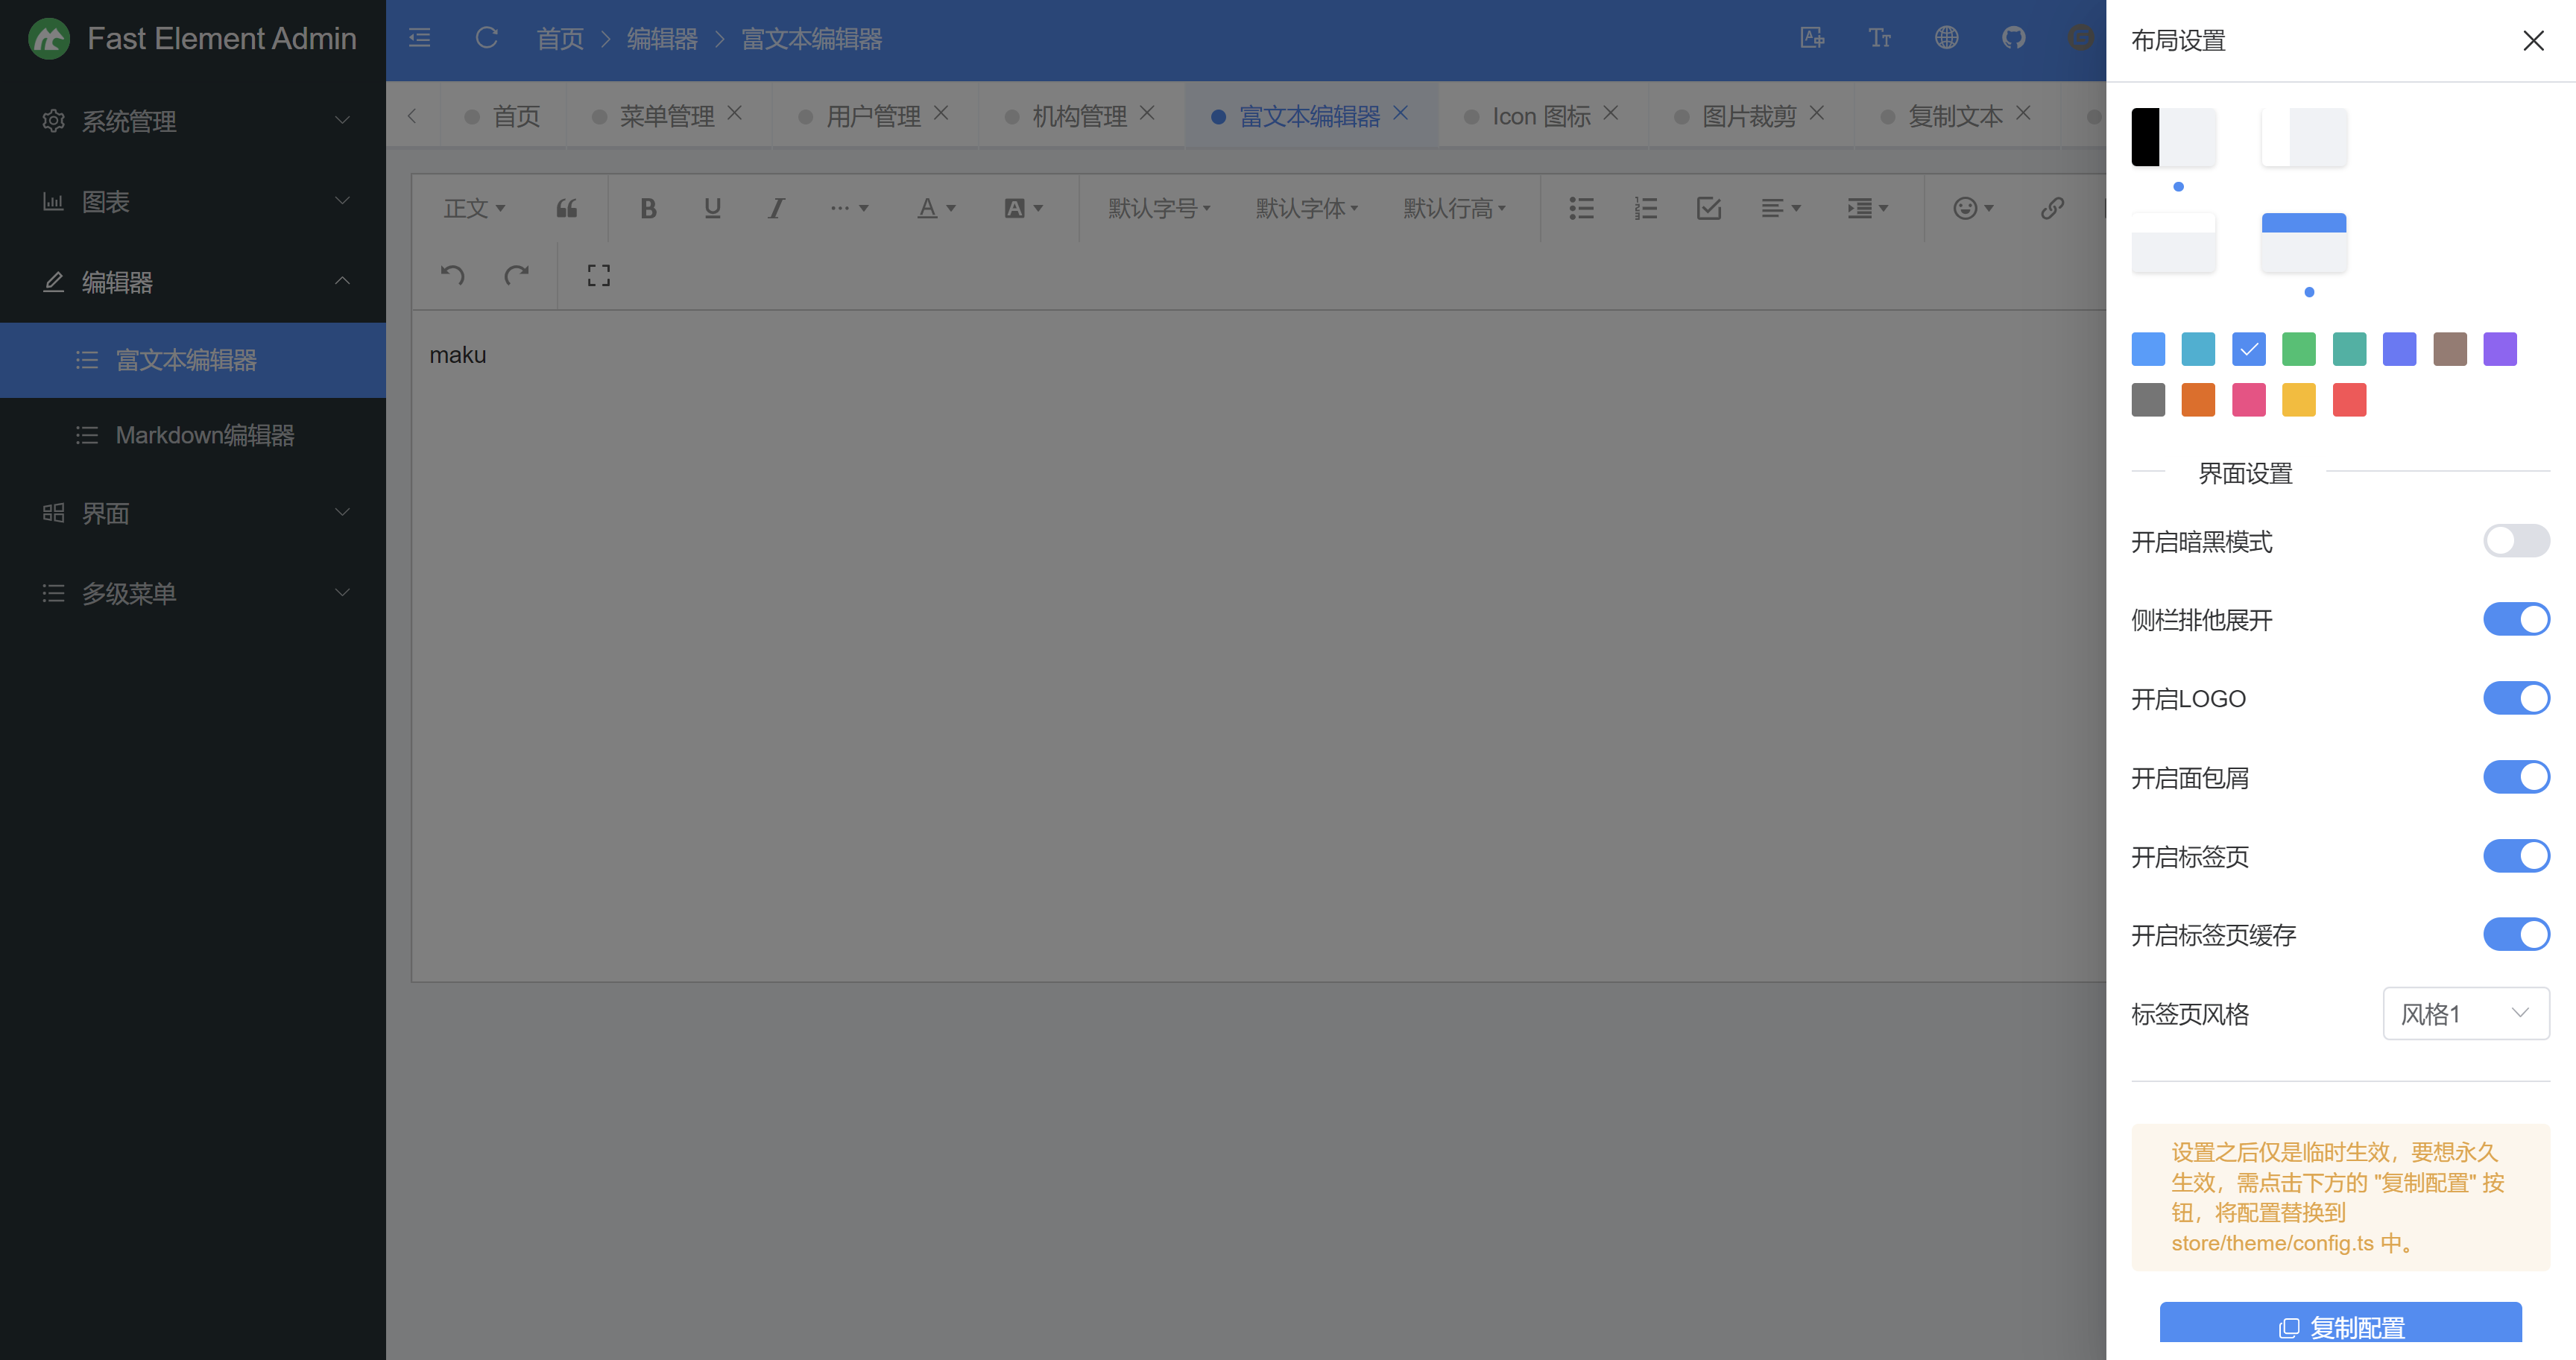 Fast Element Admin
系统管理
图表
编辑器
富文本编辑器
Markdown编辑器
界面
多级菜单
首页 > 编辑器 > 富文本编辑器
首页 菜单管理 用户管理 机构管理 富文本编辑器 Icon 图标 图片裁剪 复制文本
正文 默认字号 默认字体 默认行高
maku
布局设置
界面设置
开启暗黑模式
侧栏排他展开
开启LOGO
开启面包屑
开启标签页
开启标签页缓存
标签页风格 风格1
设置之后仅是临时生效，要想永久
生效，需点击下方的 "复制配置" 按
钮，将配置替换到
store/theme/config.ts 中。
复制配置